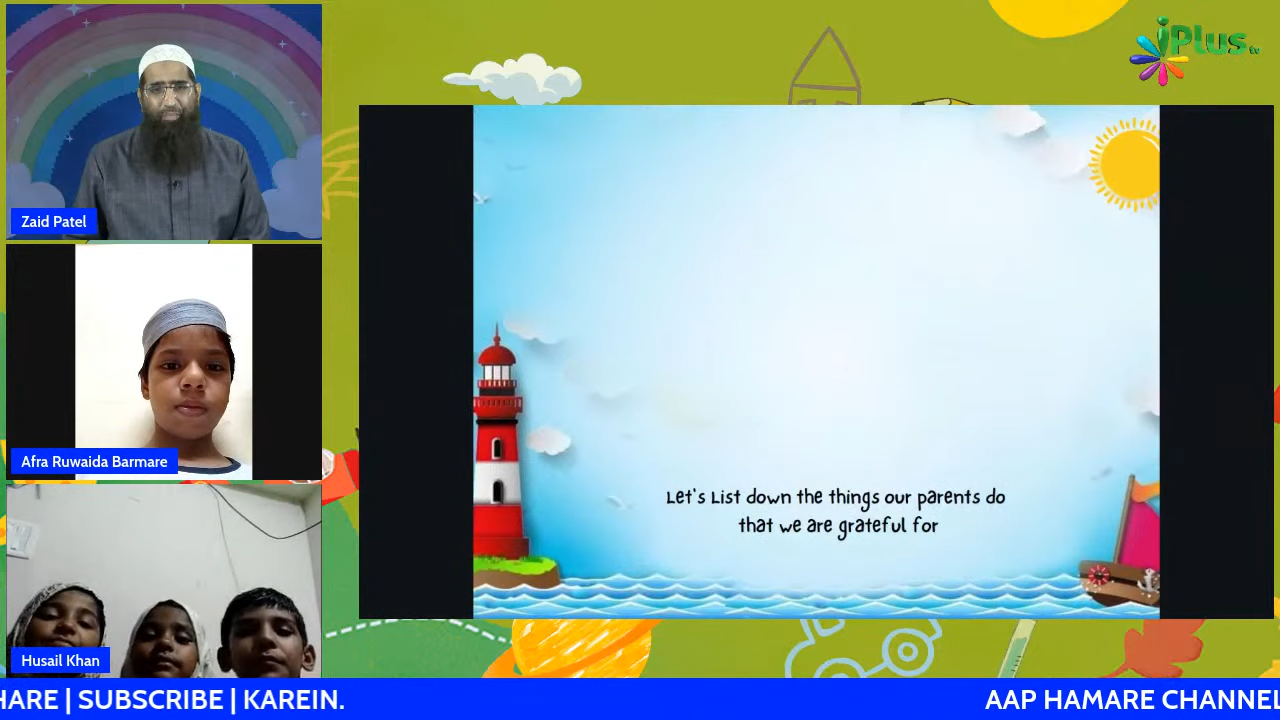 iPlus tv
Zaid Patel
Afra Ruwaida Barmare
Husail Khan
Let's List down the things our parents do
that we are grateful for
HARE | SUBSCRIBE | KAREIN.
AAP HAMARE CHANNEL